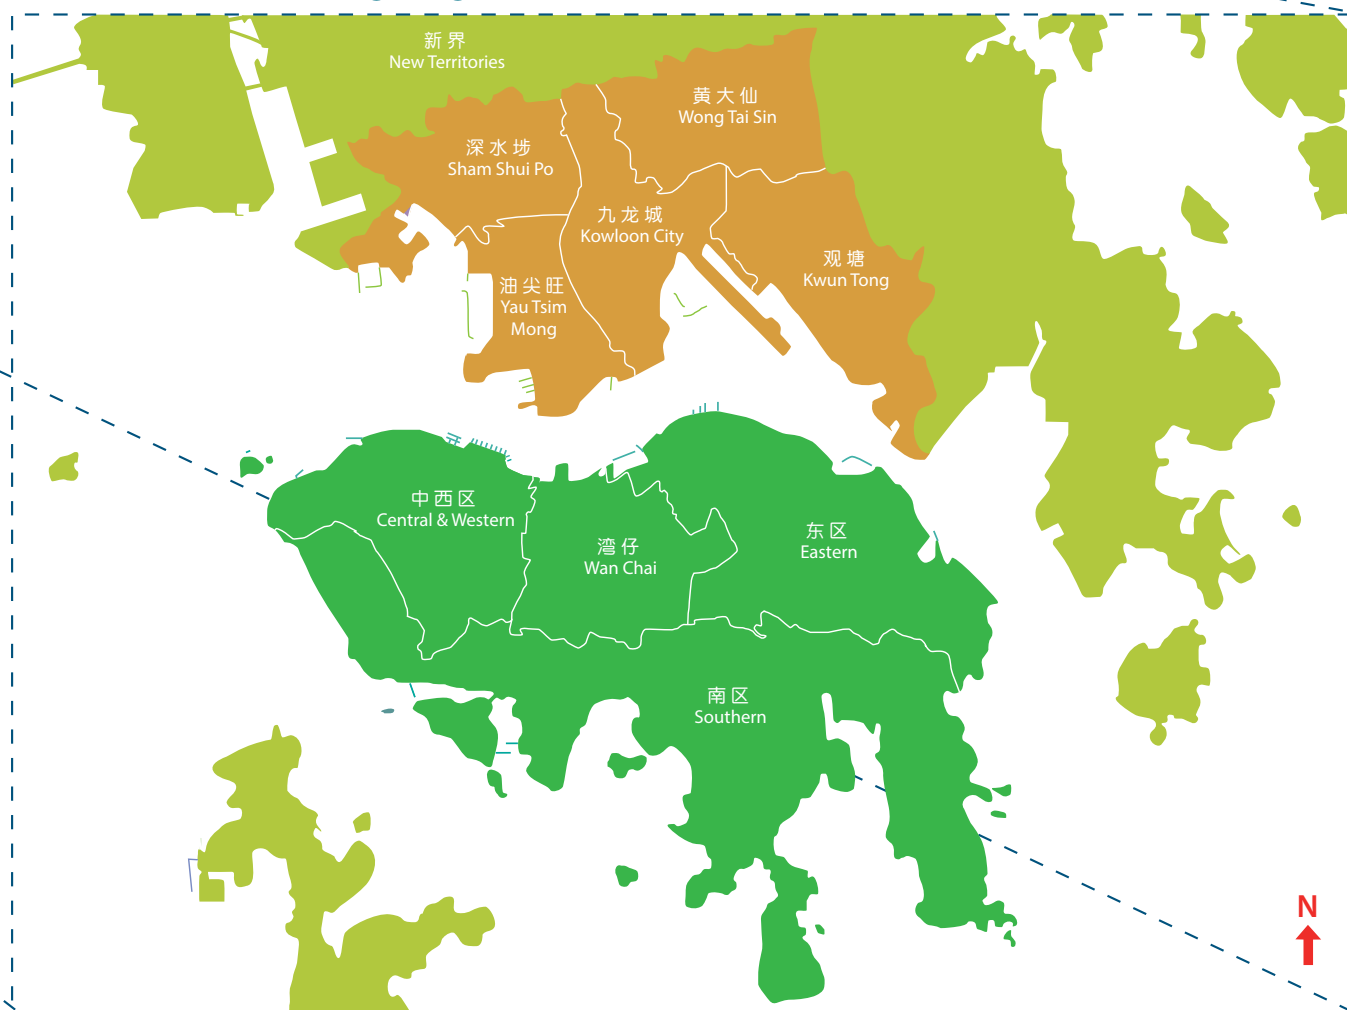 新界
New Territories
黄大仙
Wong Tai Sin
深水埗
Sham Shui Po
九龙城
Kowloon City
观塘
Kwun Tong
油尖旺
Yau Tsim
Mong
中西区
Central & Western
东区
Eastern
湾仔
Wan Chai
南区
Southern
N